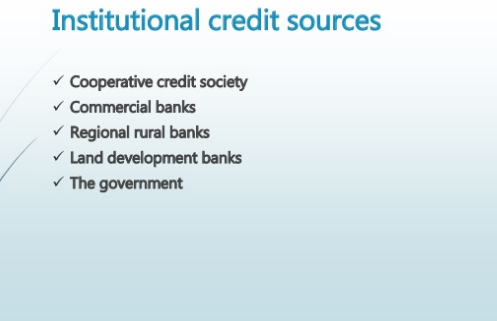 Institutional credit sources
✓ Cooperative credit society
✓ Commercial banks
✓ Regional rural banks
✓ Land development banks
✓ The government